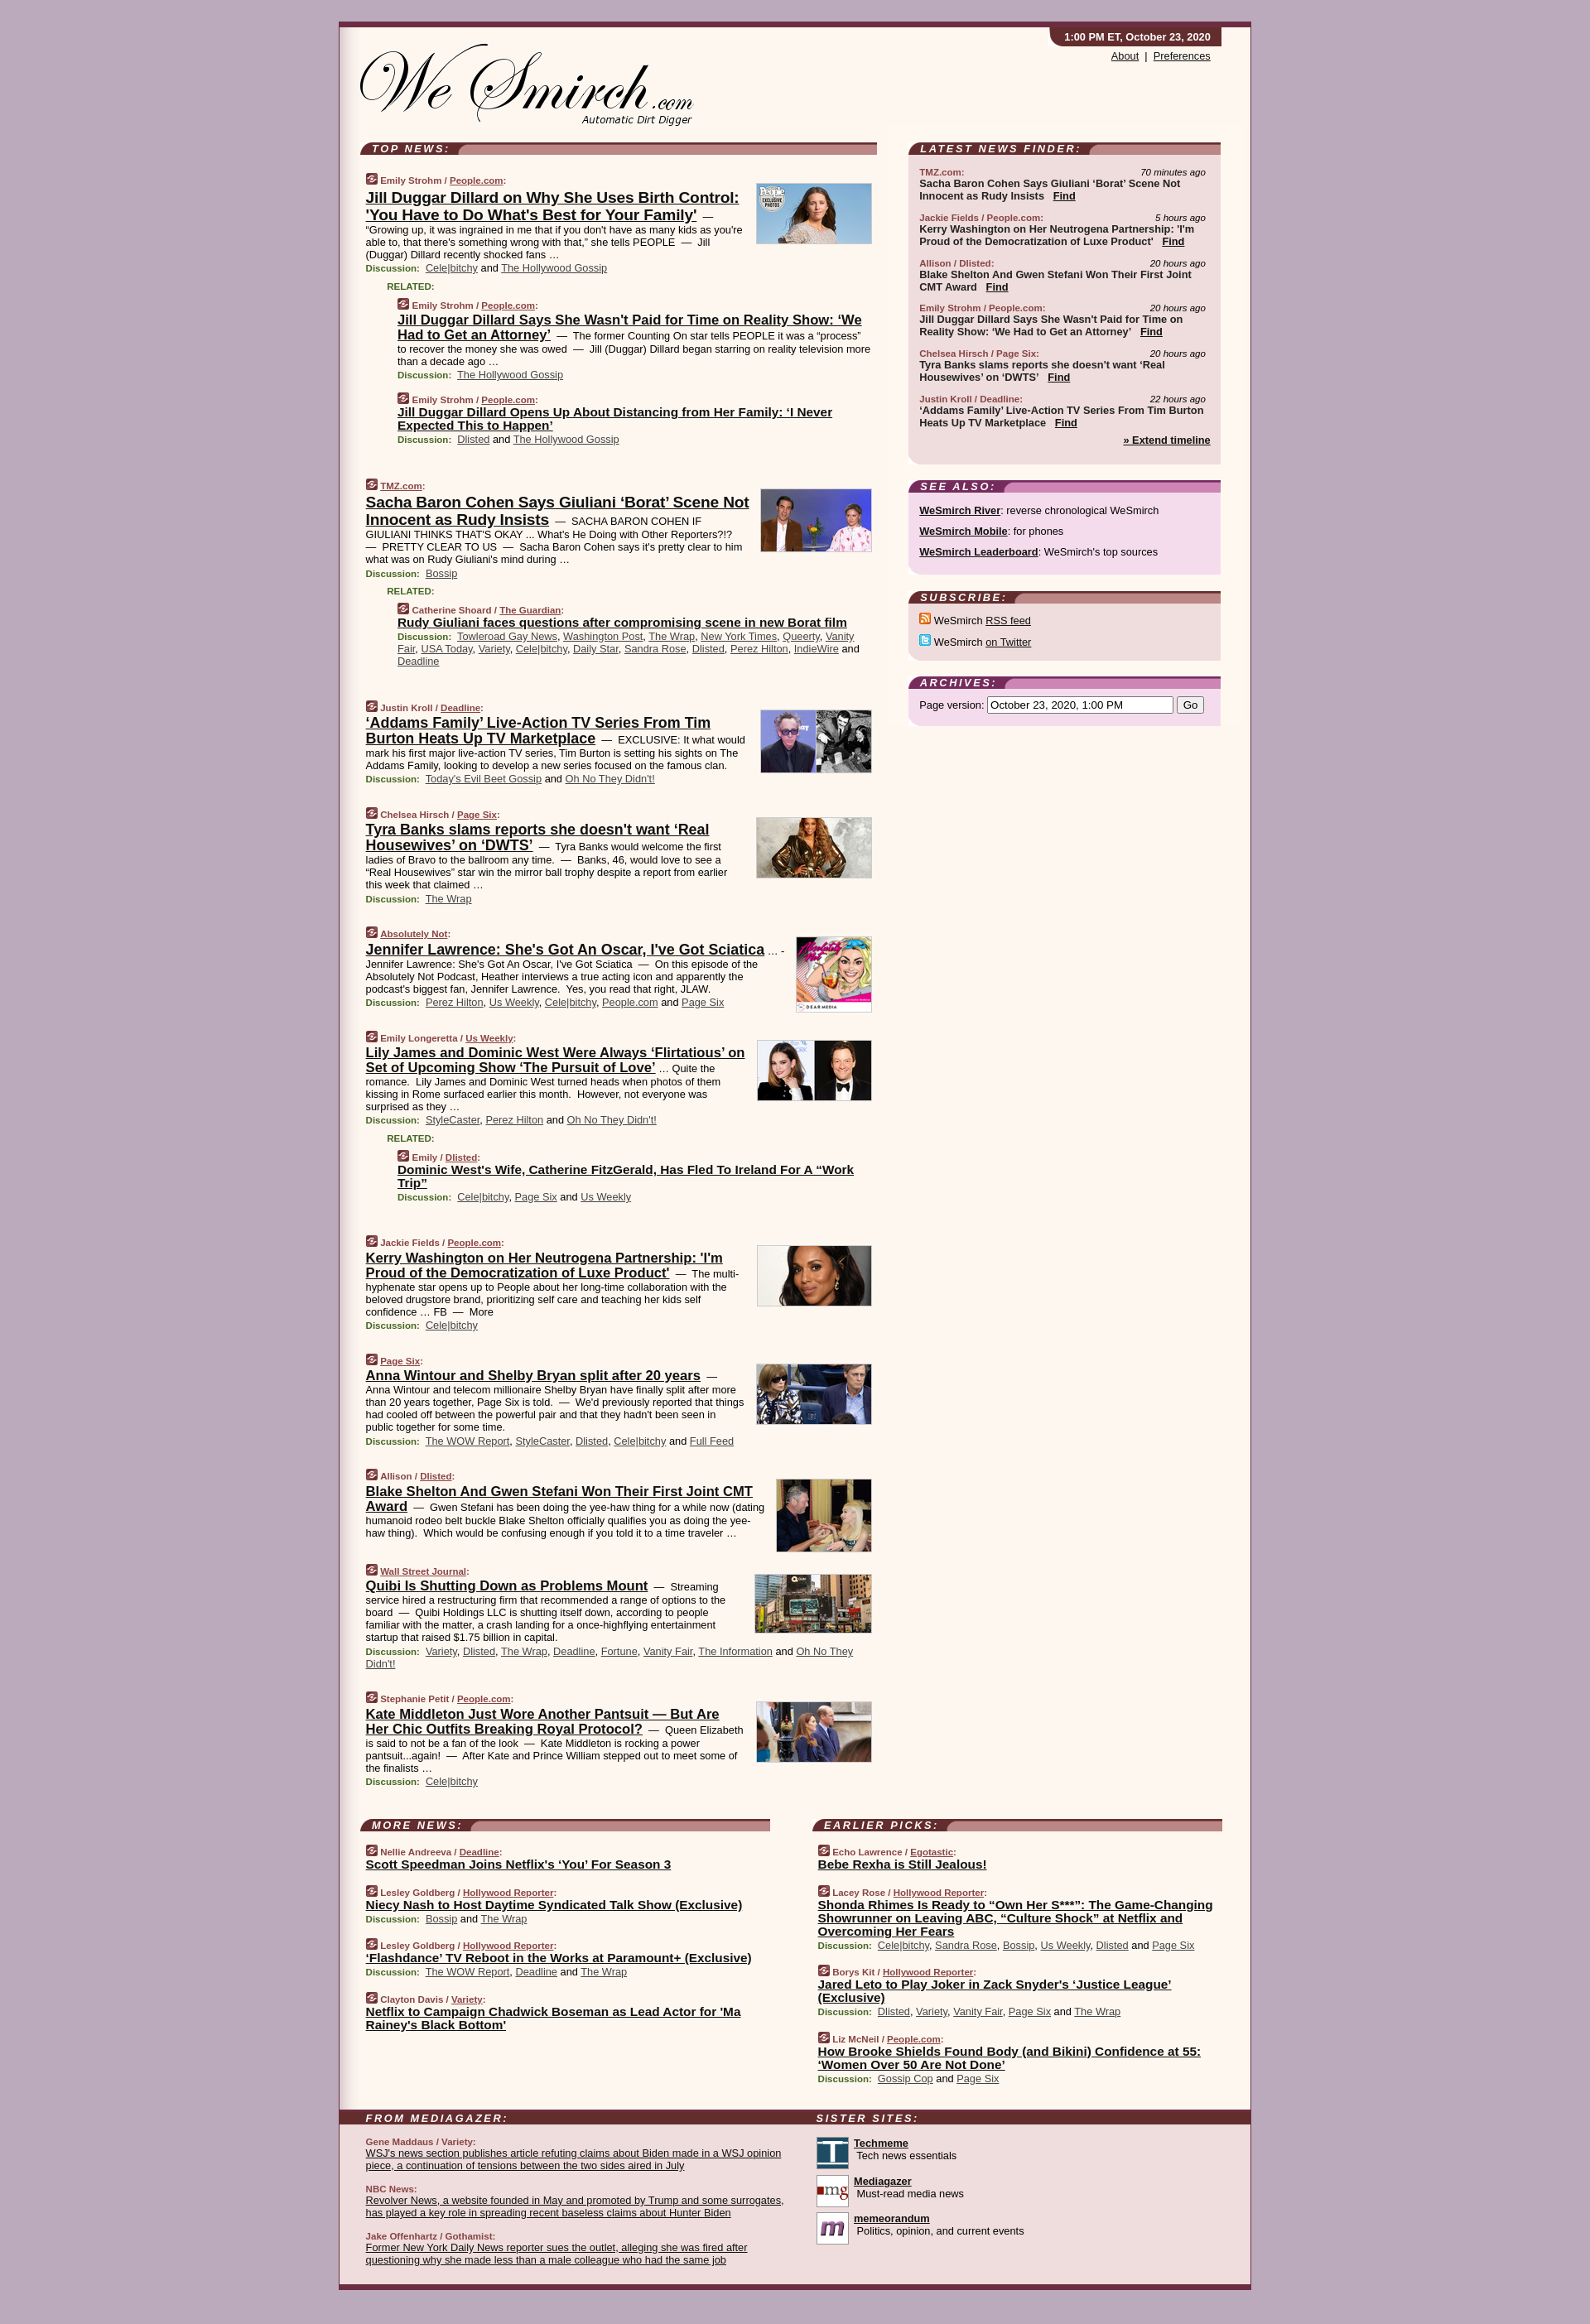 1:00 PM ET, October 23, 2020
About | Preferences
We Smirch.com
Automatic Dirt Digger
TOP NEWS:
Emily Strohm / People.com:
Jill Duggar Dillard on Why She Uses Birth Control:
'You Have to Do What's Best for Your Family' —
“Growing up, it was ingrained in me that if you don't have as many kids as you're
able to, that there's something wrong with that,” she tells PEOPLE — Jill
(Duggar) Dillard recently shocked fans …
Discussion: Cele|bitchy and The Hollywood Gossip
RELATED:
Emily Strohm / People.com:
Jill Duggar Dillard Says She Wasn't Paid for Time on Reality Show: ‘We
Had to Get an Attorney’ — The former Counting On star tells PEOPLE it was a “process”
to recover the money she was owed — Jill (Duggar) Dillard began starring on reality television more
than a decade ago …
Discussion: The Hollywood Gossip
Emily Strohm / People.com:
Jill Duggar Dillard Opens Up About Distancing from Her Family: ‘I Never
Expected This to Happen’
Discussion: Dlisted and The Hollywood Gossip
TMZ.com:
Sacha Baron Cohen Says Giuliani ‘Borat’ Scene Not
Innocent as Rudy Insists — SACHA BARON COHEN IF
GIULIANI THINKS THAT'S OKAY ... What's He Doing with Other Reporters?!?
— PRETTY CLEAR TO US — Sacha Baron Cohen says it's pretty clear to him
what was on Rudy Giuliani's mind during …
Discussion: Bossip
RELATED:
Catherine Shoard / The Guardian:
Rudy Giuliani faces questions after compromising scene in new Borat film
Discussion: Towleroad Gay News, Washington Post, The Wrap, New York Times, Queerty, Vanity
Fair, USA Today, Variety, Cele|bitchy, Daily Star, Sandra Rose, Dlisted, Perez Hilton, IndieWire and
Deadline
Justin Kroll / Deadline:
‘Addams Family’ Live-Action TV Series From Tim
Burton Heats Up TV Marketplace — EXCLUSIVE: It what would
mark his first major live-action TV series, Tim Burton is setting his sights on The
Addams Family, looking to develop a new series focused on the famous clan.
Discussion: Today's Evil Beet Gossip and Oh No They Didn't!
Chelsea Hirsch / Page Six:
Tyra Banks slams reports she doesn't want ‘Real
Housewives’ on ‘DWTS’ — Tyra Banks would welcome the first
ladies of Bravo to the ballroom any time. — Banks, 46, would love to see a
“Real Housewives” star win the mirror ball trophy despite a report from earlier
this week that claimed …
Discussion: The Wrap
Absolutely Not:
Jennifer Lawrence: She's Got An Oscar, I've Got Sciatica … -
Jennifer Lawrence: She's Got An Oscar, I've Got Sciatica — On this episode of the
Absolutely Not Podcast, Heather interviews a true acting icon and apparently the
podcast's biggest fan, Jennifer Lawrence. Yes, you read that right, JLAW.
Discussion: Perez Hilton, Us Weekly, Cele|bitchy, People.com and Page Six
Emily Longeretta / Us Weekly:
Lily James and Dominic West Were Always ‘Flirtatious’ on
Set of Upcoming Show ‘The Pursuit of Love’ … Quite the
romance. Lily James and Dominic West turned heads when photos of them
kissing in Rome surfaced earlier this month. However, not everyone was
surprised as they …
Discussion: StyleCaster, Perez Hilton and Oh No They Didn't!
RELATED:
Emily / Dlisted:
Dominic West's Wife, Catherine FitzGerald, Has Fled To Ireland For A “Work
Trip”
Discussion: Cele|bitchy, Page Six and Us Weekly
Jackie Fields / People.com:
Kerry Washington on Her Neutrogena Partnership: 'I'm
Proud of the Democratization of Luxe Product' — The multi-
hyphenate star opens up to People about her long-time collaboration with the
beloved drugstore brand, prioritizing self care and teaching her kids self
confidence … FB — More
Discussion: Cele|bitchy
Page Six:
Anna Wintour and Shelby Bryan split after 20 years —
Anna Wintour and telecom millionaire Shelby Bryan have finally split after more
than 20 years together, Page Six is told. — We'd previously reported that things
had cooled off between the powerful pair and that they hadn't been seen in
public together for some time.
Discussion: The WOW Report, StyleCaster, Dlisted, Cele|bitchy and Full Feed
Allison / Dlisted:
Blake Shelton And Gwen Stefani Won Their First Joint CMT
Award — Gwen Stefani has been doing the yee-haw thing for a while now (dating
humanoid rodeo belt buckle Blake Shelton officially qualifies you as doing the yee-
haw thing). Which would be confusing enough if you told it to a time traveler …
Wall Street Journal:
Quibi Is Shutting Down as Problems Mount — Streaming
service hired a restructuring firm that recommended a range of options to the
board — Quibi Holdings LLC is shutting itself down, according to people
familiar with the matter, a crash landing for a once-highflying entertainment
startup that raised $1.75 billion in capital.
Discussion: Variety, Dlisted, The Wrap, Deadline, Fortune, Vanity Fair, The Information and Oh No They
Didn't!
Stephanie Petit / People.com:
Kate Middleton Just Wore Another Pantsuit — But Are
Her Chic Outfits Breaking Royal Protocol? — Queen Elizabeth
is said to not be a fan of the look — Kate Middleton is rocking a power
pantsuit...again! — After Kate and Prince William stepped out to meet some of
the finalists …
Discussion: Cele|bitchy
LATEST NEWS FINDER:
TMZ.com: 70 minutes ago
Sacha Baron Cohen Says Giuliani ‘Borat’ Scene Not
Innocent as Rudy Insists Find
Jackie Fields / People.com: 5 hours ago
Kerry Washington on Her Neutrogena Partnership: 'I'm
Proud of the Democratization of Luxe Product' Find
Allison / Dlisted: 20 hours ago
Blake Shelton And Gwen Stefani Won Their First Joint
CMT Award Find
Emily Strohm / People.com: 20 hours ago
Jill Duggar Dillard Says She Wasn't Paid for Time on
Reality Show: ‘We Had to Get an Attorney’ Find
Chelsea Hirsch / Page Six: 20 hours ago
Tyra Banks slams reports she doesn't want ‘Real
Housewives’ on ‘DWTS’ Find
Justin Kroll / Deadline: 22 hours ago
‘Addams Family’ Live-Action TV Series From Tim Burton
Heats Up TV Marketplace Find
» Extend timeline
SEE ALSO:
WeSmirch River: reverse chronological WeSmirch
WeSmirch Mobile: for phones
WeSmirch Leaderboard: WeSmirch's top sources
SUBSCRIBE:
WeSmirch RSS feed
WeSmirch on Twitter
ARCHIVES:
Page version: October 23, 2020, 1:00 PM Go
MORE NEWS:
Nellie Andreeva / Deadline:
Scott Speedman Joins Netflix's ‘You’ For Season 3
Lesley Goldberg / Hollywood Reporter:
Niecy Nash to Host Daytime Syndicated Talk Show (Exclusive)
Discussion: Bossip and The Wrap
Lesley Goldberg / Hollywood Reporter:
‘Flashdance’ TV Reboot in the Works at Paramount+ (Exclusive)
Discussion: The WOW Report, Deadline and The Wrap
Clayton Davis / Variety:
Netflix to Campaign Chadwick Boseman as Lead Actor for 'Ma
Rainey's Black Bottom'
EARLIER PICKS:
Echo Lawrence / Egotastic:
Bebe Rexha is Still Jealous!
Lacey Rose / Hollywood Reporter:
Shonda Rhimes Is Ready to “Own Her S***”: The Game-Changing
Showrunner on Leaving ABC, “Culture Shock” at Netflix and
Overcoming Her Fears
Discussion: Cele|bitchy, Sandra Rose, Bossip, Us Weekly, Dlisted and Page Six
Borys Kit / Hollywood Reporter:
Jared Leto to Play Joker in Zack Snyder's ‘Justice League’
(Exclusive)
Discussion: Dlisted, Variety, Vanity Fair, Page Six and The Wrap
Liz McNeil / People.com:
How Brooke Shields Found Body (and Bikini) Confidence at 55:
‘Women Over 50 Are Not Done’
Discussion: Gossip Cop and Page Six
FROM MEDIAGAZER:
Gene Maddaus / Variety:
WSJ's news section publishes article refuting claims about Biden made in a WSJ opinion
piece, a continuation of tensions between the two sides aired in July
NBC News:
Revolver News, a website founded in May and promoted by Trump and some surrogates,
has played a key role in spreading recent baseless claims about Hunter Biden
Jake Offenhartz / Gothamist:
Former New York Daily News reporter sues the outlet, alleging she was fired after
questioning why she made less than a male colleague who had the same job
SISTER SITES:
Techmeme
Tech news essentials
Mediagazer
Must-read media news
memeorandum
Politics, opinion, and current events